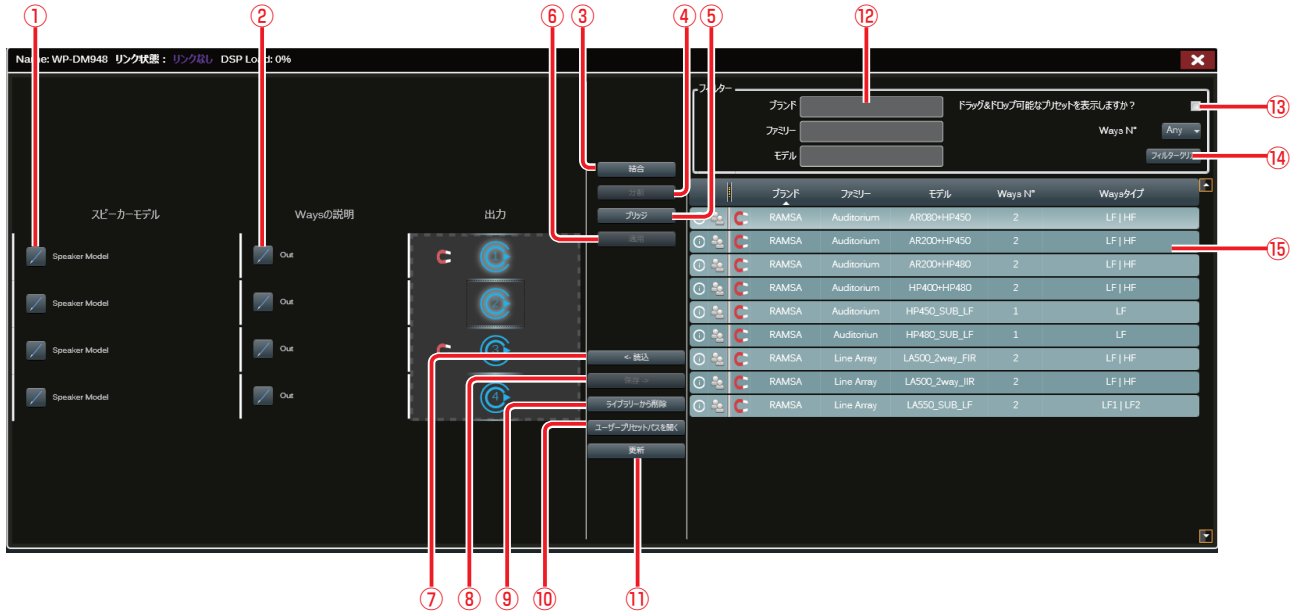 ① ② ⑥ ③ ④ ⑤ ⑫
Name: WP-DM948 リンク状態： リンクなし DSP Load: 0%
フィルター
ブランド ドラッグ&ドロップ可能なプリセットを表示しますか？ ⑬
ファミリー Ways N° Any
モデル フィルタークリア ⑭
結合
分割
ブリッジ
適用
スピーカーモデル Waysの説明 出力
ブランド ファミリー モデル Ways N° Waysタイプ
RAMSA Auditorium AR080+HP450 2 LF | HF
RAMSA Auditorium AR200+HP450 2 LF | HF ⑮
RAMSA Auditorium AR200+HP480 2 LF | HF
RAMSA Auditorium HP400+HP480 2 LF | HF
RAMSA Auditorium HP450_SUB_LF 1 LF
RAMSA Auditoriun HP480_SUB_LF 1 LF
RAMSA Line Array LA500_2way_FIR 2 LF | HF
RAMSA Line Array LA500_2way_IIR 2 LF | HF
RAMSA Line Array LA550_SUB_LF 2 LF1 | LF2
Speaker Model Out 1
Speaker Model Out 2
Speaker Model Out 3
Speaker Model Out 4
<- 読込
保存 ->
ライブラリーから削除
ユーザープリセットパスを開く
更新
⑦ ⑧ ⑨ ⑩ ⑪